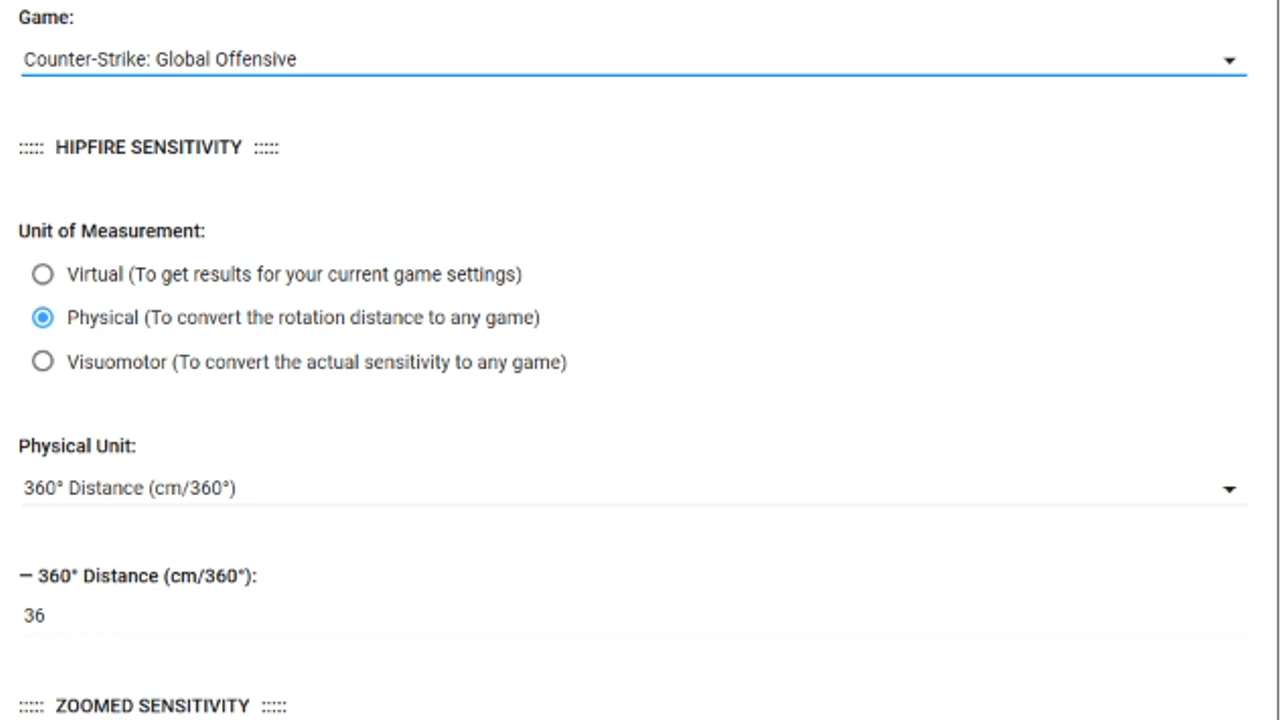 Game:
Counter-Strike: Global Offensive
::::: HIPFIRE SENSITIVITY :::::
Unit of Measurement:
Virtual (To get results for your current game settings)
Physical (To convert the rotation distance to any game)
Visuomotor (To convert the actual sensitivity to any game)
Physical Unit:
360° Distance (cm/360°)
— 360° Distance (cm/360°):
36
::::: ZOOMED SENSITIVITY :::::